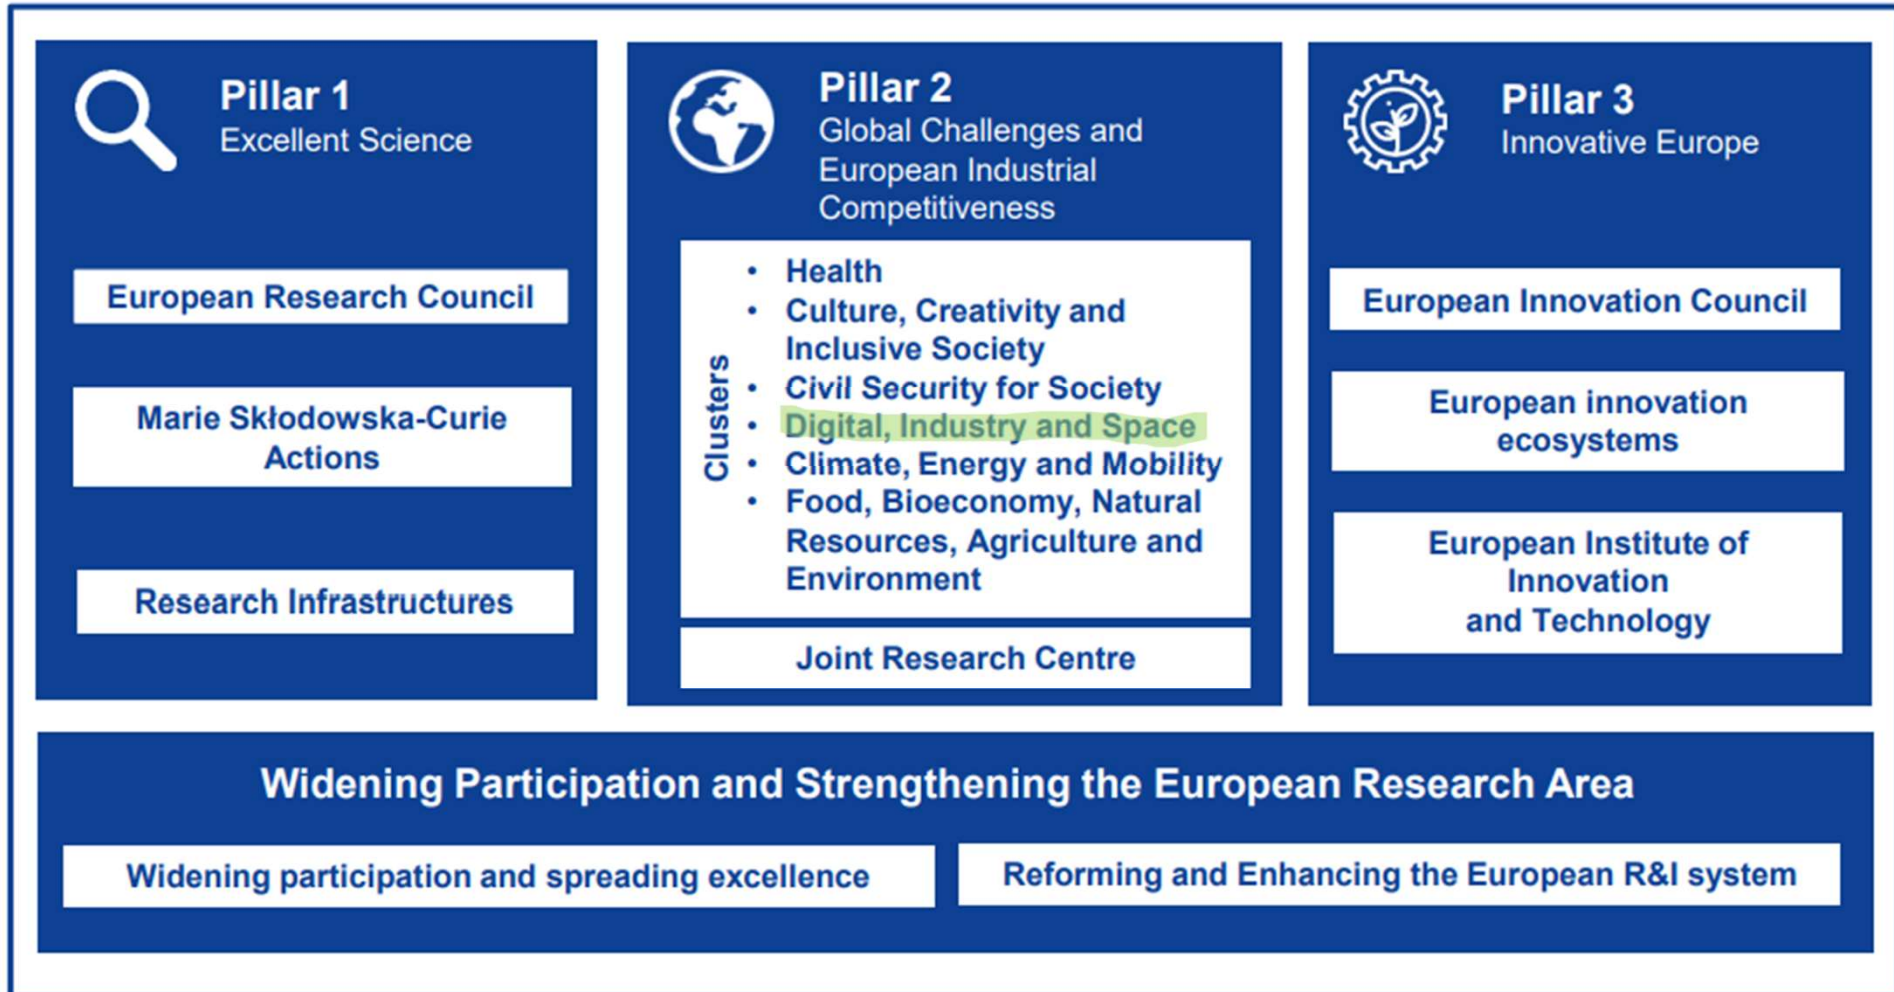 Pillar 1
Excellent Science
European Research Council
Marie Skłodowska-Curie
Actions
Research Infrastructures
Pillar 2
Global Challenges and
European Industrial
Competitiveness
Clusters
• Health
• Culture, Creativity and
Inclusive Society
• Civil Security for Society
• Digital, Industry and Space
• Climate, Energy and Mobility
• Food, Bioeconomy, Natural
Resources, Agriculture and
Environment
Joint Research Centre
Pillar 3
Innovative Europe
European Innovation Council
European innovation
ecosystems
European Institute of
Innovation
and Technology
Widening Participation and Strengthening the European Research Area
Widening participation and spreading excellence
Reforming and Enhancing the European R&I system